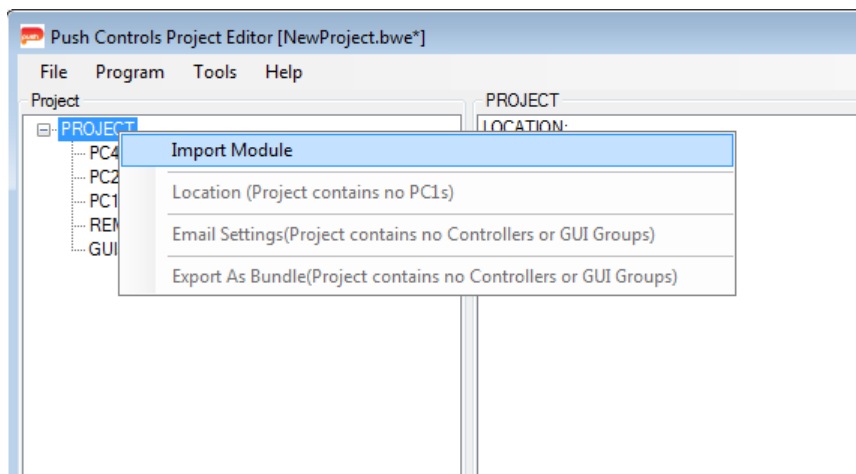 Push Controls Project Editor [NewProject.bwe*]
File Program Tools Help
Project
PROJECT
PROJECT
LOCATION:
Import Module
PC4
Location (Project contains no PC1s)
PC2
PC1
Email Settings(Project contains no Controllers or GUI Groups)
GUI
Export As Bundle(Project contains no Controllers or GUI Groups)